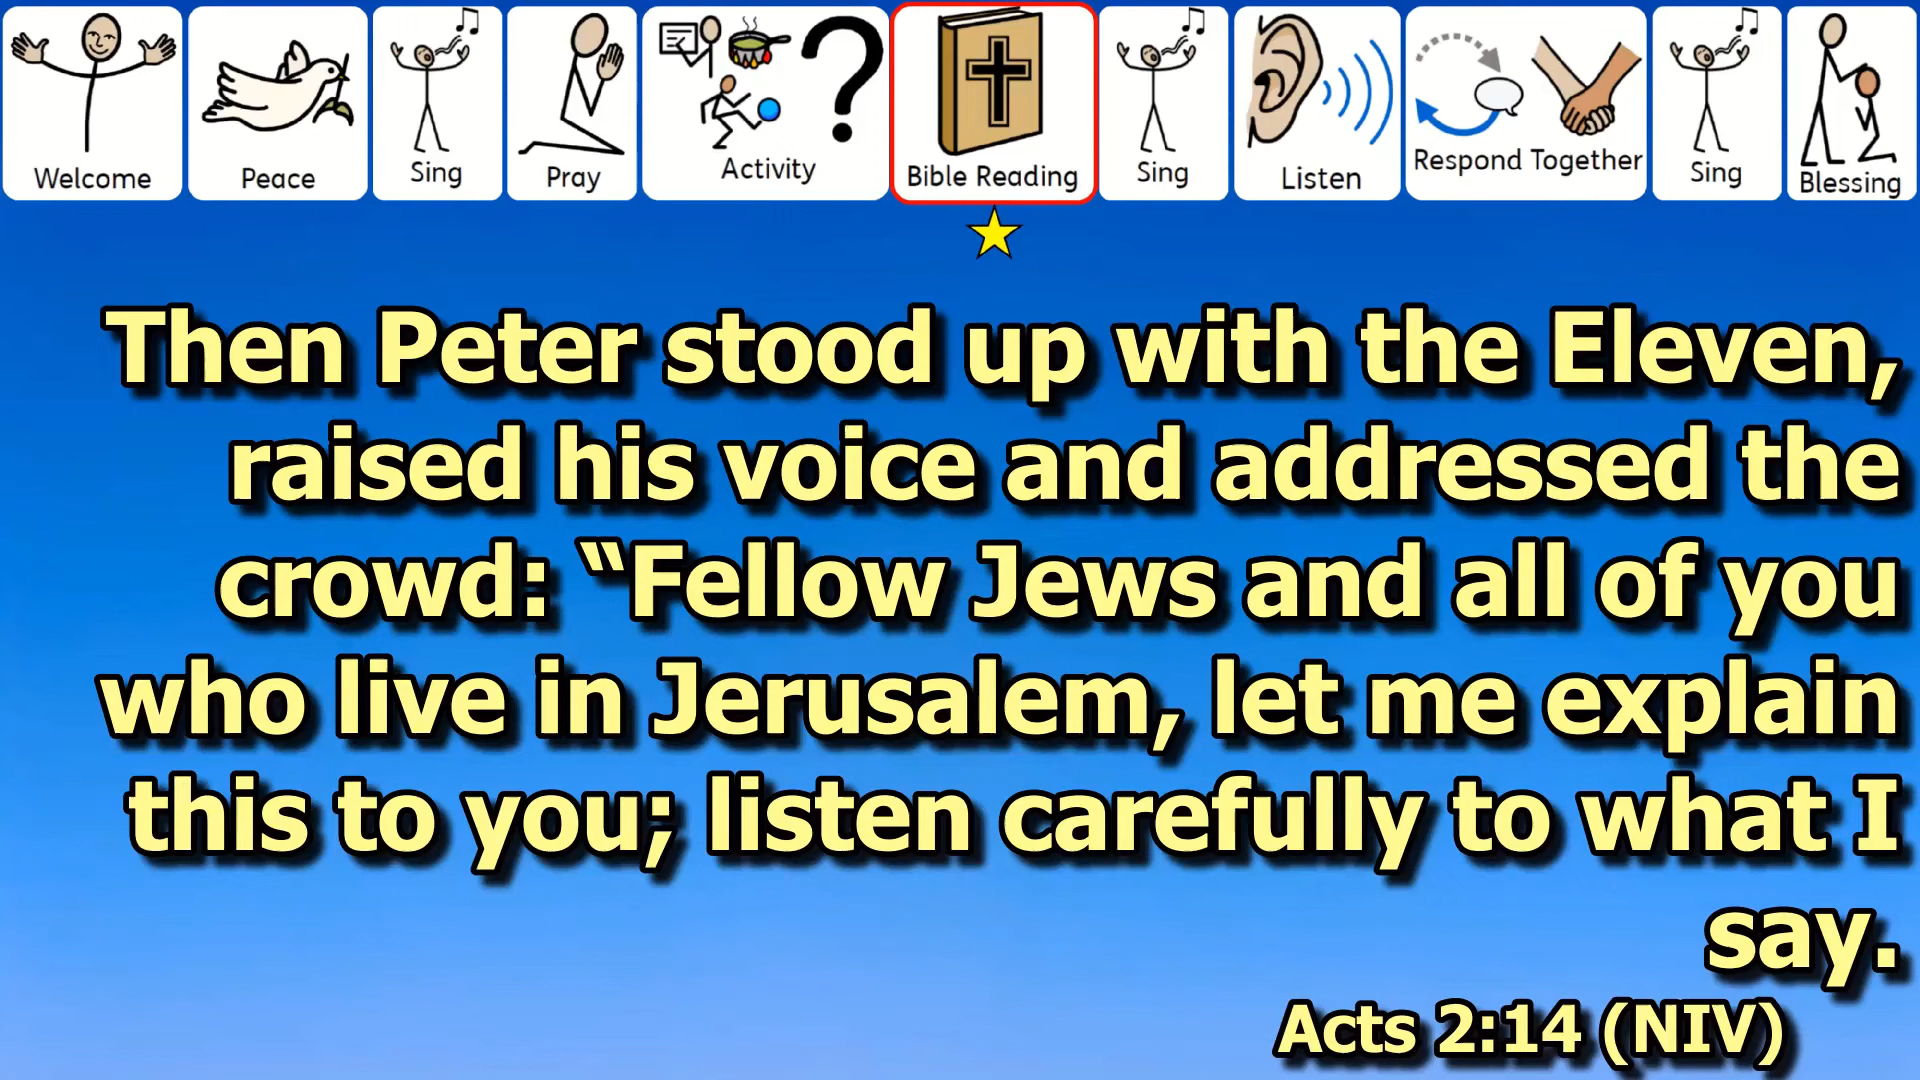 Welcome
Peace
Sing
Pray
Activity
Bible Reading
Sing
Listen
Respond Together
Sing
Blessing
Then Peter stood up with the Eleven,
raised his voice and addressed the
crowd: “Fellow Jews and all of you
who live in Jerusalem, let me explain
this to you; listen carefully to what I
say.
Acts 2:14 (NIV)